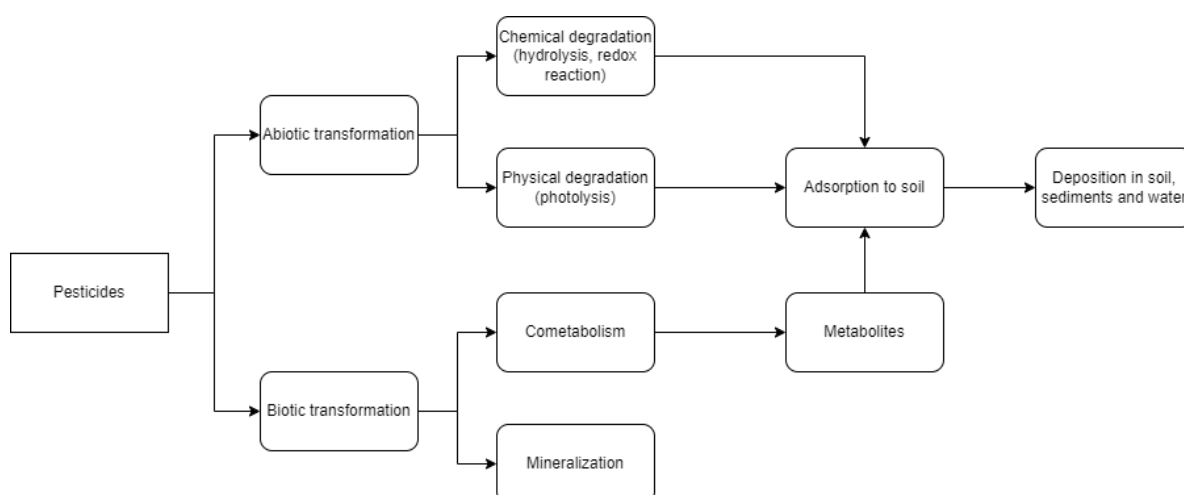 Chemical degradation
(hydrolysis, redox
reaction)
Abiotic transformation
Physical degradation
(photolysis)
Adsorption to soil
Deposition in soil,
sediments and water
Pesticides
Cometabolism
Metabolites
Biotic transformation
Mineralization